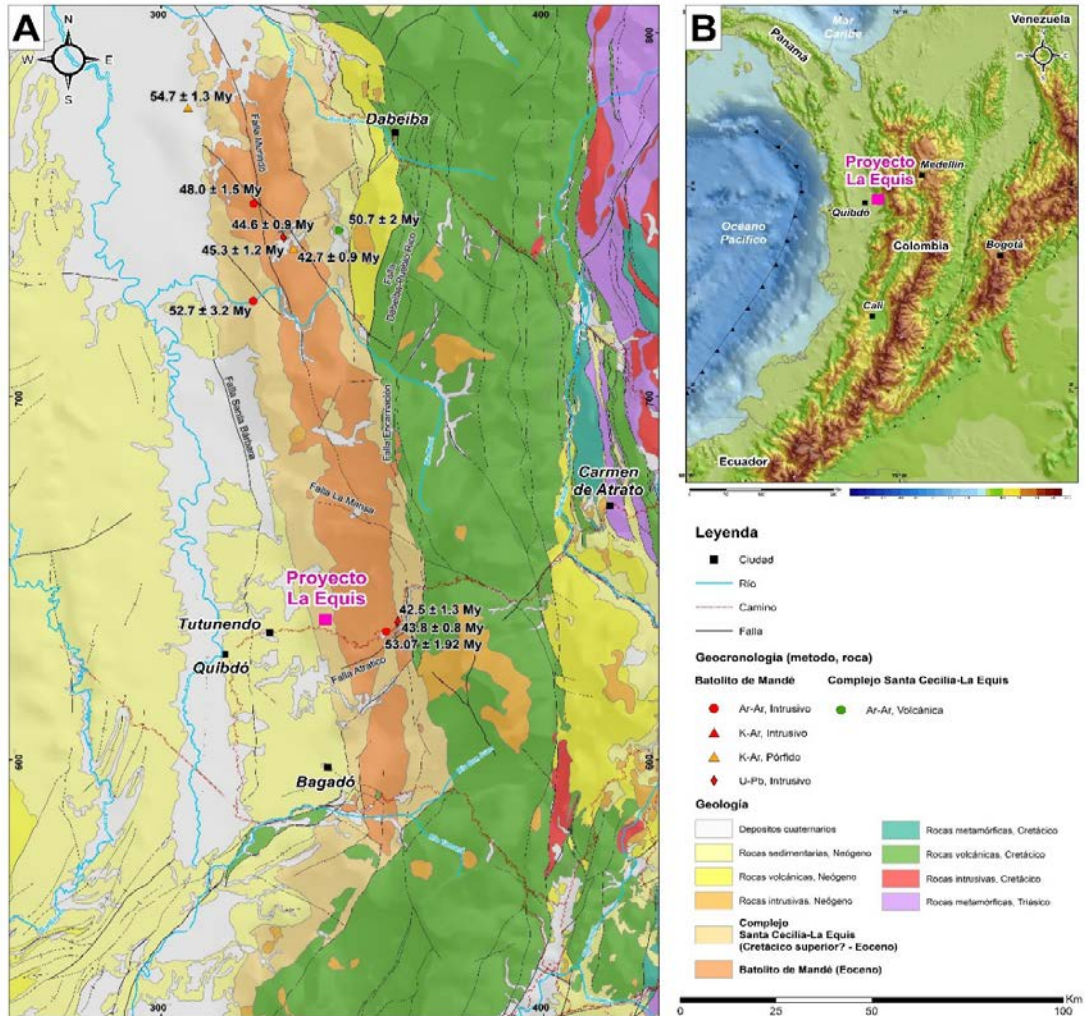 A
300
400
N
W
E
S
800
54.7 ± 1.3 My
Dabeiba
Falla Murindó
48.0 ± 1.5 My
44.6 ± 0.9 My
50.7 ± 2 My
45.3 ± 1.2 My
42.7 ± 0.9 My
Falla
Dabeiba-Pueblo Rico
52.7 ± 3.2 My
700
700
Falla Santa Bárbara
Falla Encarnación
Carmen
de Atrato
Falla La Mansa
Proyecto
La Equis
42.5 ± 1.3 My
43.8 ± 0.8 My
53.07 ± 1.92 My
Tutunendo
Quibdó
Falla Atratico
600
600
Bagadó
300
400
B
Mar
Caribe
Venezuela
Panamá
Proyecto
La Equis
Medellín
Quibdó
Océano
Pacífico
Colombia
Bogotá
Cali
Ecuador
Leyenda
Ciudad
Río
Camino
Falla
Geocronología (metodo, roca)
Batolito de Mandé
Complejo Santa Cecilia-La Equis
Ar-Ar, Intrusivo
Ar-Ar, Volcánica
K-Ar, Intrusivo
K-Ar, Pórfido
U-Pb, Intrusivo
Geología
Depositos cuaternarios
Rocas metamórficas, Cretácico
Rocas sedimentarias, Neógeno
Rocas volcánicas, Cretácico
Rocas volcánicas, Neógeno
Rocas intrusivas, Cretácico
Rocas intrusivas, Neógeno
Rocas metamórficas, Triásico
Complejo
Santa Cecilia-La Equis
(Cretácico superior? - Eoceno)
Batolito de Mandé (Eoceno)
Km
0
25
50
100